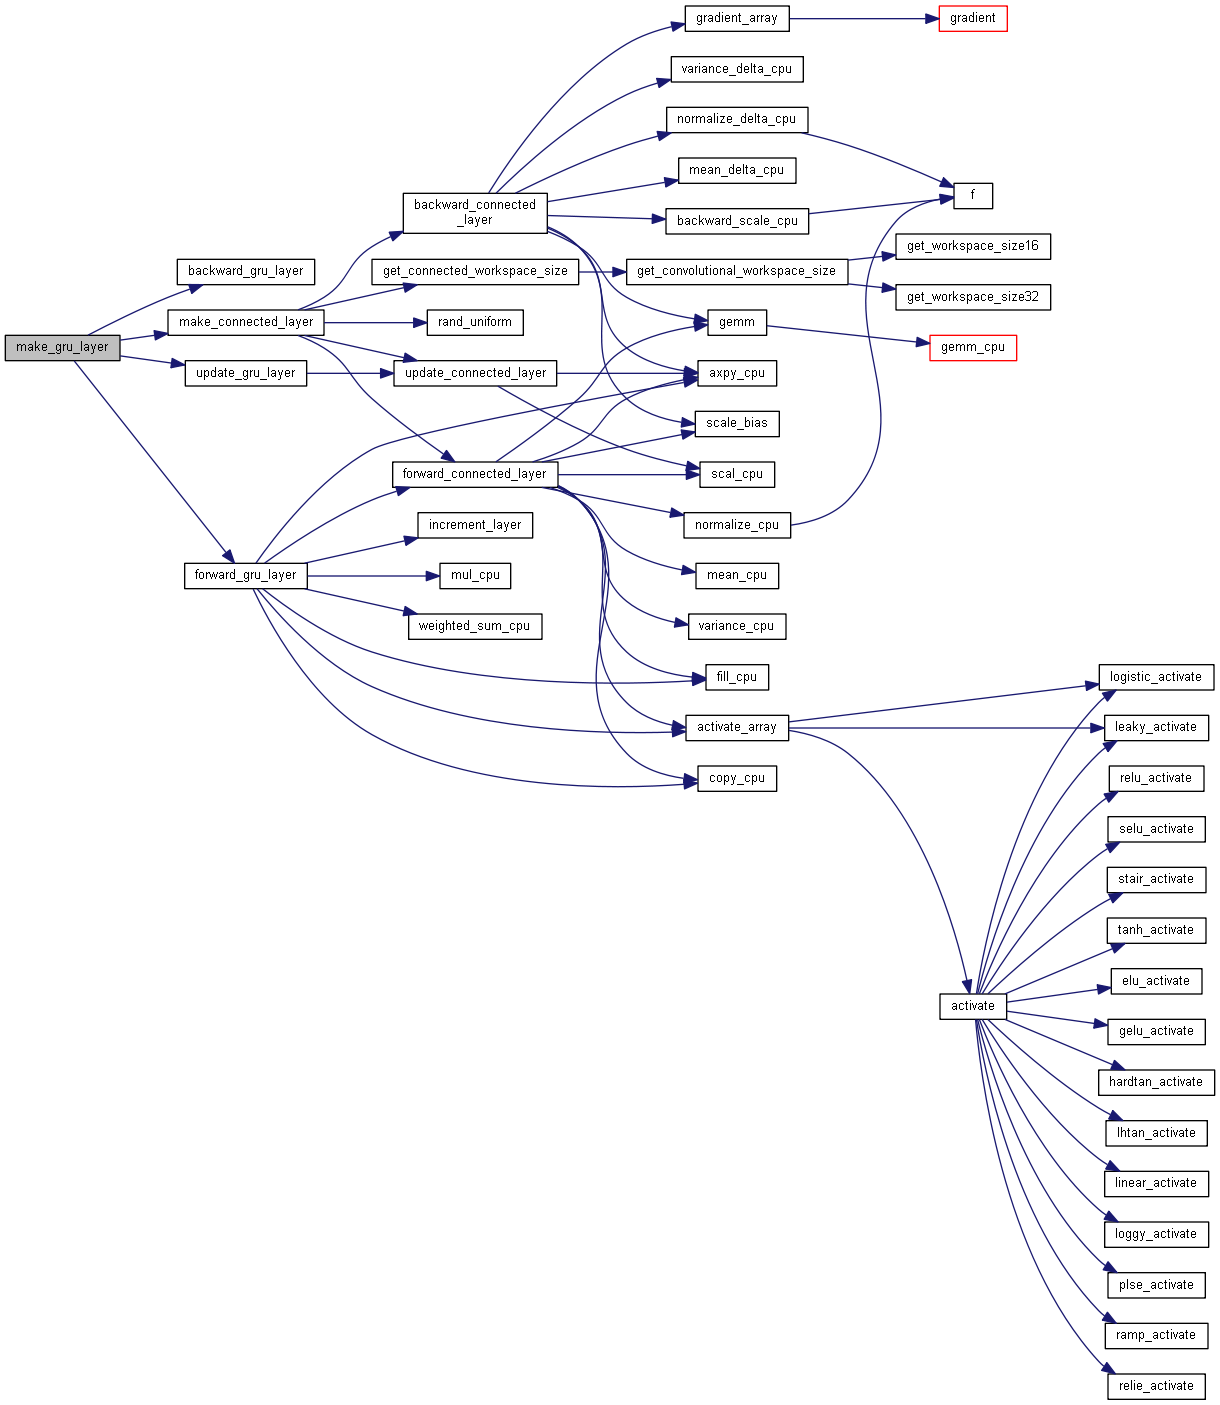 gradient_array
gradient
variance_delta_cpu
normalize_delta_cpu
mean_delta_cpu
f
backward_connected
_layer
backward_scale_cpu
get_workspace_size16
backward_gru_layer
get_connected_workspace_size
get_convolutional_workspace_size
get_workspace_size32
make_connected_layer
rand_uniform
gemm
make_gru_layer
gemm_cpu
update_gru_layer
update_connected_layer
axpy_cpu
scale_bias
forward_connected_layer
scal_cpu
increment_layer
normalize_cpu
forward_gru_layer
mul_cpu
mean_cpu
weighted_sum_cpu
variance_cpu
fill_cpu
logistic_activate
activate_array
leaky_activate
copy_cpu
relu_activate
selu_activate
stair_activate
tanh_activate
elu_activate
activate
gelu_activate
hardtan_activate
lhtan_activate
linear_activate
loggy_activate
plse_activate
ramp_activate
relie_activate